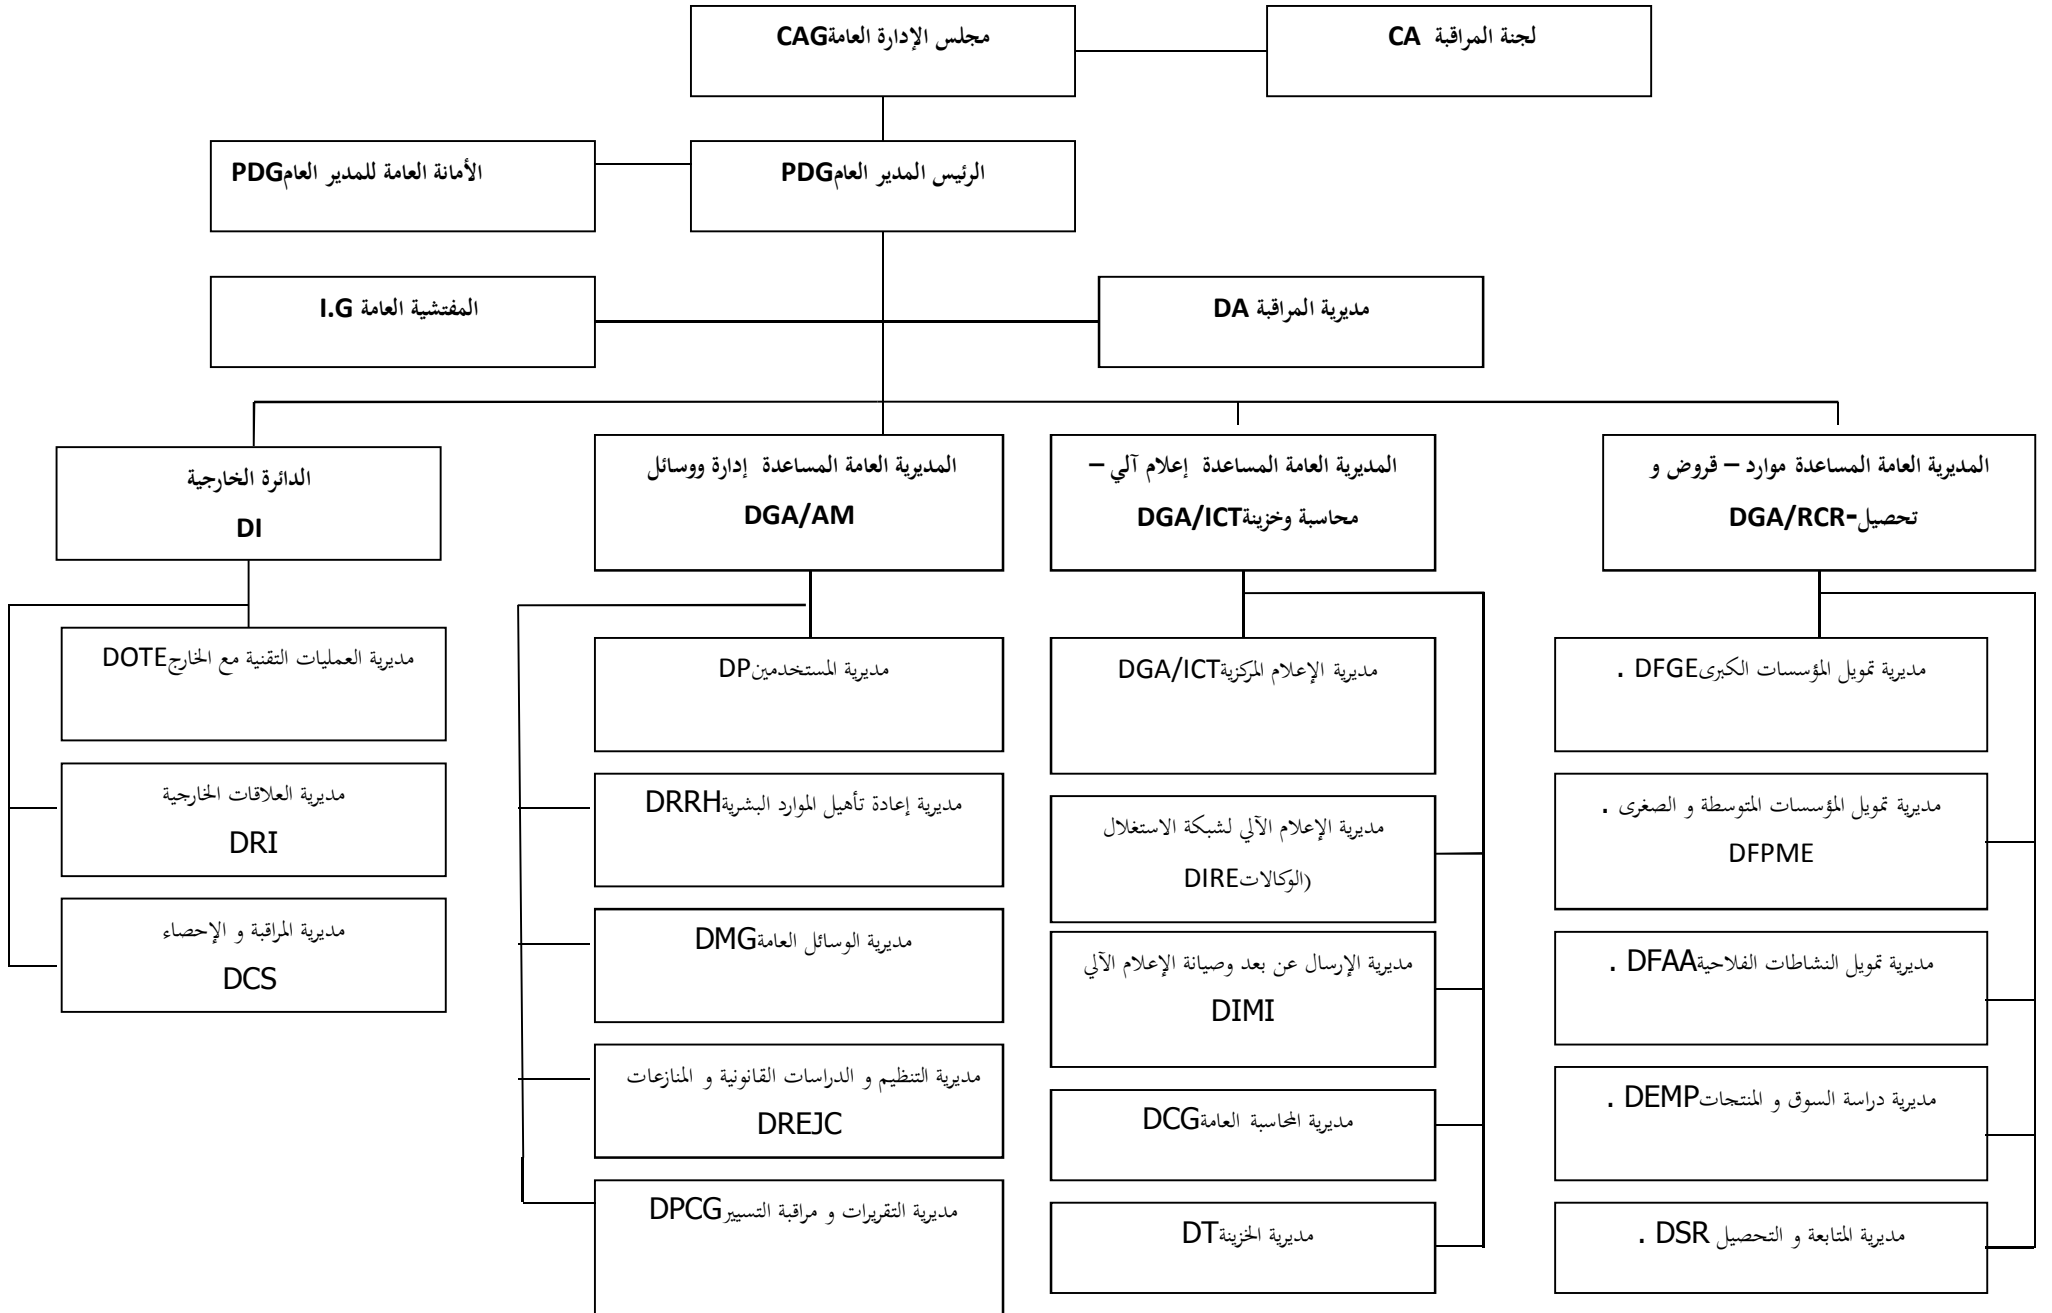 لجنة المراقبة CA
مجلس الإدارة العامةCAG
الرئيس المدير العامPDG
الأمانة العامة للمدير العامPDG
مديرية المراقبة DA
المفتشية العامة I.G
المديرية العامة المساعدة موارد – قروض و
تحصيل-DGA/RCR
المديرية العامة المساعدة إعلام آلي –
محاسبة وخزينةDGA/ICT
المديرية العامة المساعدة إدارة ووسائل
DGA/AM
الدائرة الخارجية
DI
مديرية تمويل المؤسسات الكبرىDFGE .
مديرية تمويل المؤسسات المتوسطة و الصغرى .
DFPME
مديرية تمويل النشاطات الفلاحيةDFAA .
مديرية دراسة السوق و المنتجاتDEMP .
مديرية المتابعة و التحصيل DSR .
مديرية الإعلام المركزيةDGA/ICT
مديرية الإعلام الآلي لشبكة الاستغلال
(الوكالاتDIRE
مديرية الإرسال عن بعد وصيانة الإعلام الآلي
DIMI
مديرية المحاسبة العامةDCG
مديرية الخزينةDT
مديرية المستخدمينDP
مديرية إعادة تأهيل الموارد البشريةDRRH
مديرية الوسائل العامةDMG
مديرية التنظيم و الدراسات القانونية و المنازعات
DREJC
مديرية التقريرات و مراقبة التسييرDPCG
مديرية العمليات التقنية مع الخارجDOTE
مديرية العلاقات الخارجية
DRI
مديرية المراقبة و الإحصاء
DCS